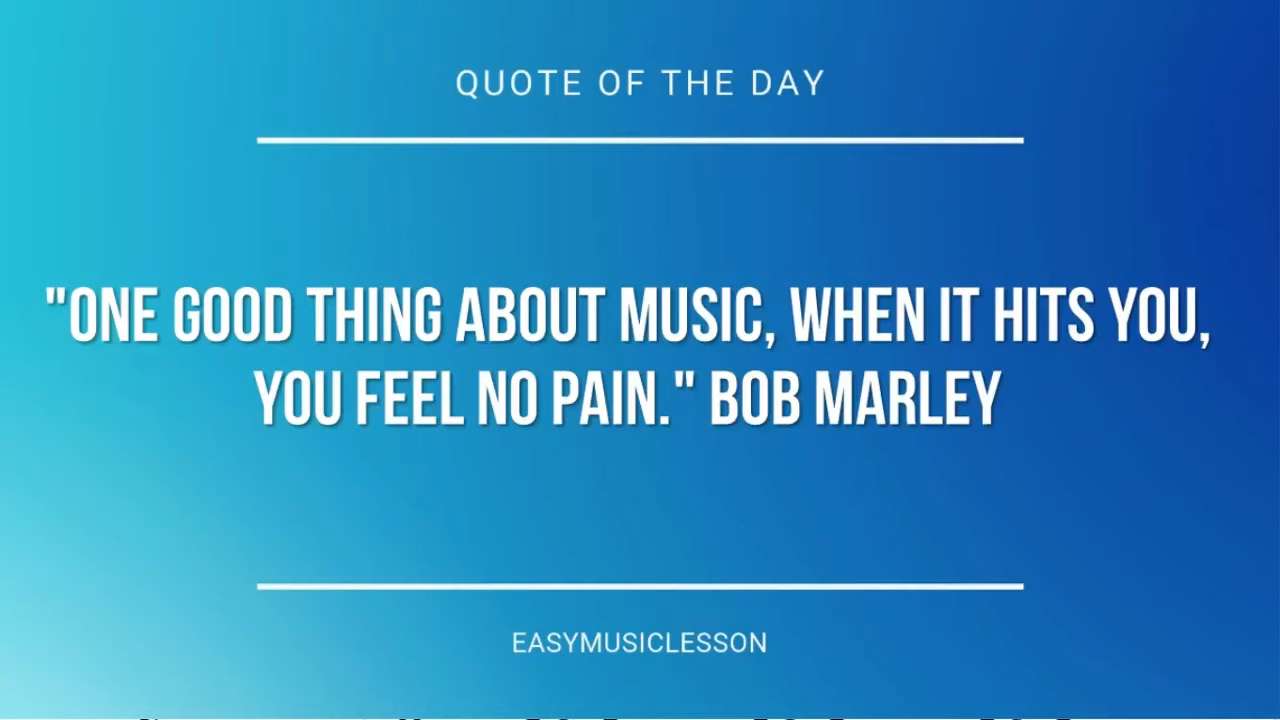 QUOTE OF THE DAY
"ONE GOOD THING ABOUT MUSIC, WHEN IT HITS YOU,
YOU FEEL NO PAIN." BOB MARLEY
EASYMUSICLESSON